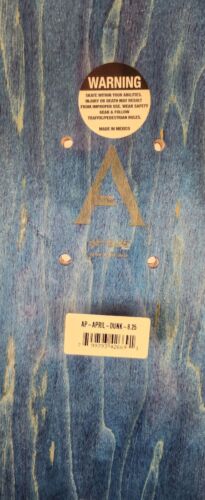 WARNING
SKATE WITHIN YOUR ABILITIES.
INJURY OR DEATH MAY RESULT
FROM IMPROPER USE. WEAR SAFETY
GEAR & FOLLOW
TRAFFIC/PEDESTRIAN RULES.
MADE IN MEXICO
A
AP - APRIL - DUNK - 8.25